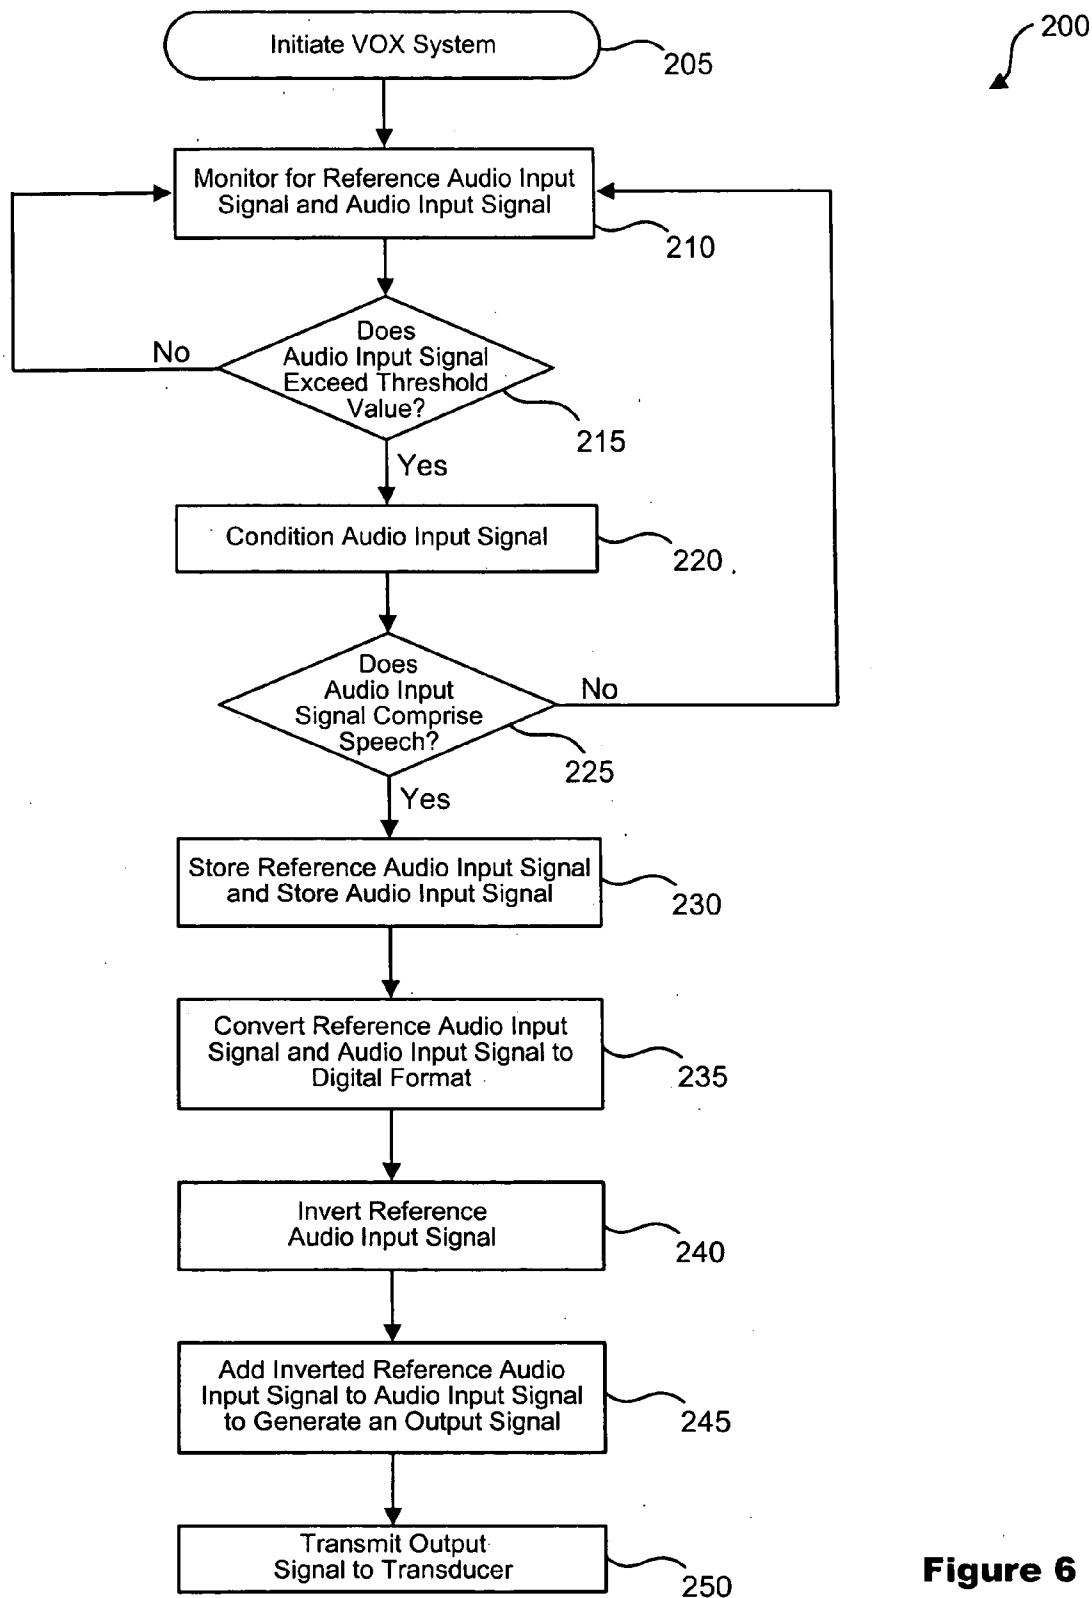 200
Initiate VOX System
205
Monitor for Reference Audio Input
Signal and Audio Input Signal
210
Does
Audio Input Signal
Exceed Threshold
Value?
No
215
Yes
Condition Audio Input Signal
220
Does
Audio Input
Signal Comprise
Speech?
No
225
Yes
Store Reference Audio Input Signal
and Store Audio Input Signal
230
Convert Reference Audio Input
Signal and Audio Input Signal to
Digital Format
235
Invert Reference
Audio Input Signal
240
Add Inverted Reference Audio
Input Signal to Audio Input Signal
to Generate an Output Signal
245
Transmit Output
Signal to Transducer
250
Figure 6